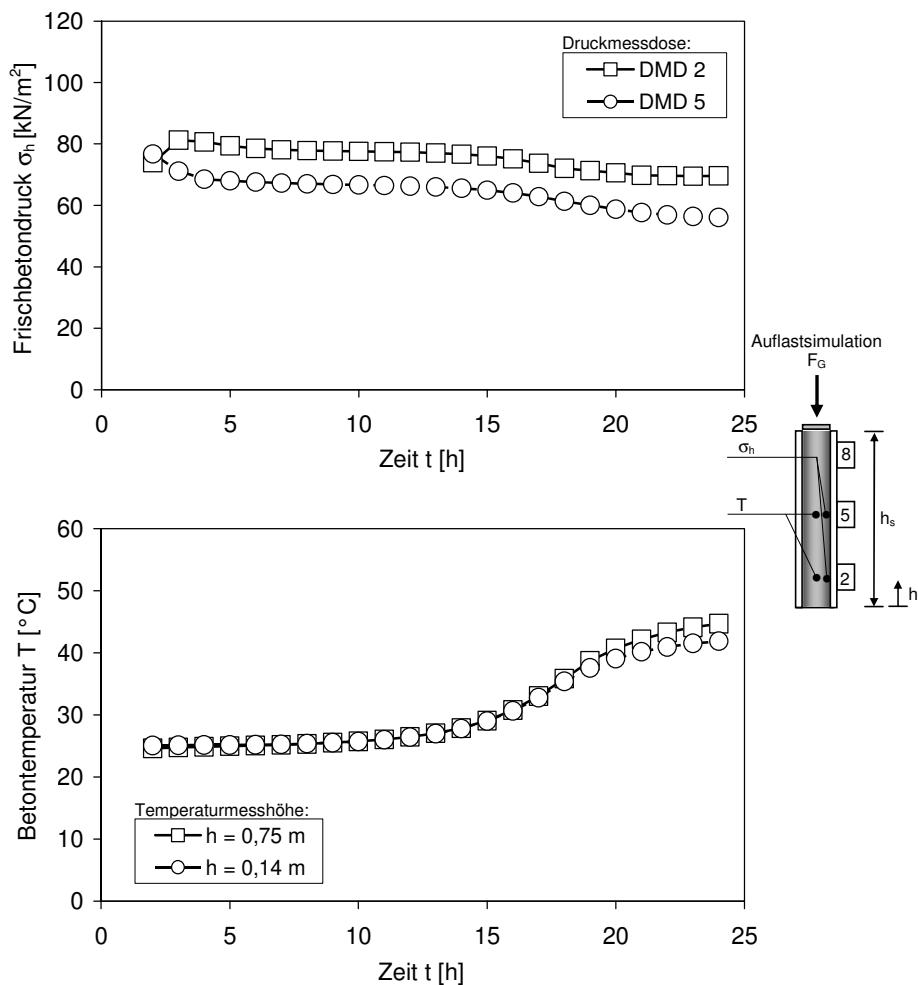 120
100
80
60
40
20
0
Frischbetondruck σh [kN/m²]
Druckmessdose:
DMD 2
DMD 5
0 5 10 15 20 25
Zeit t [h]
Auflastsimulation
FG
σh
T
8
5
2
hs
h
60
50
40
30
20
10
0
Betontemperatur T [°C]
Temperaturmesshöhe:
h = 0,75 m
h = 0,14 m
0 5 10 15 20 25
Zeit t [h]